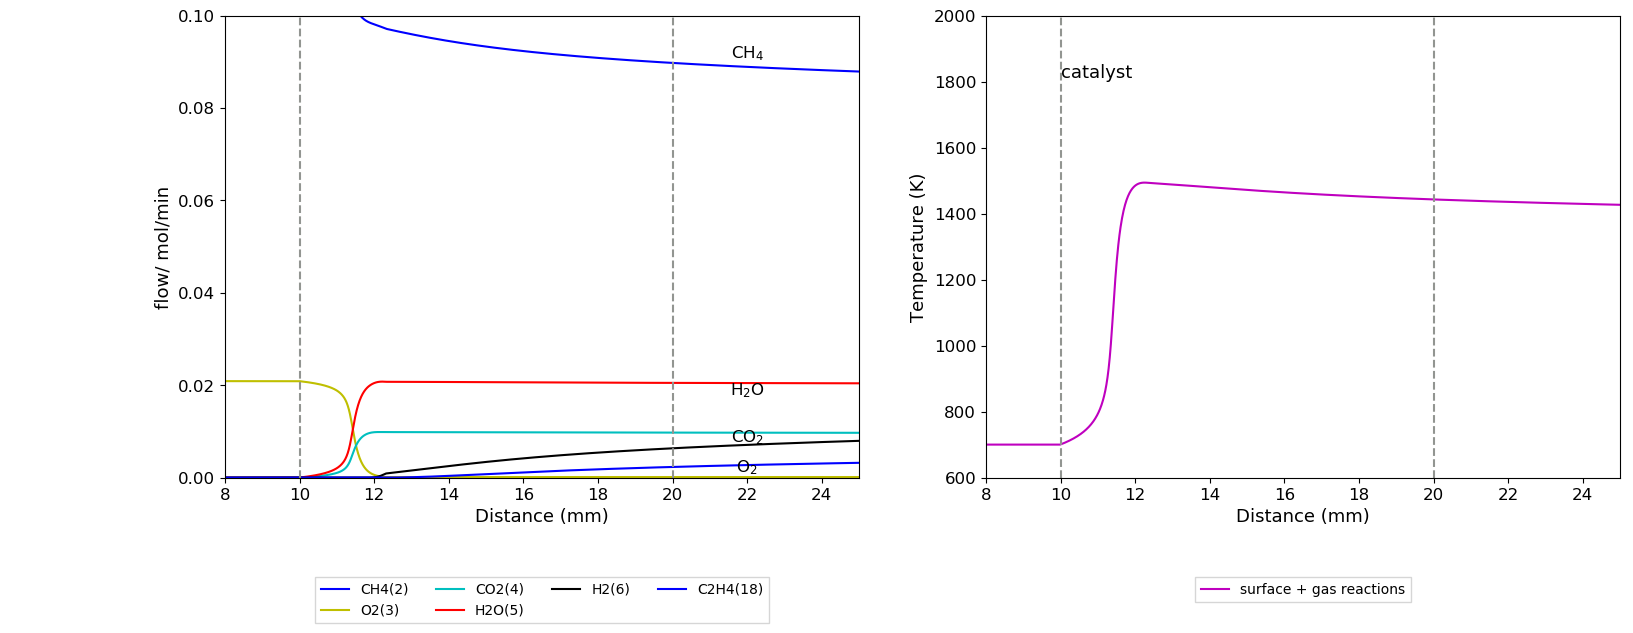 0.10
0.08
0.06
0.04
0.02
0.00
flow/ mol/min
CH₄
H₂O
CO₂
O₂
8 10 12 14 16 18 20 22 24
Distance (mm)
CH4(2) CO2(4) H2(6) C2H4(18)
O2(3) H2O(5)
2000
1800
1600
1400
1200
1000
800
600
Temperature (K)
catalyst
8 10 12 14 16 18 20 22 24
Distance (mm)
surface + gas reactions